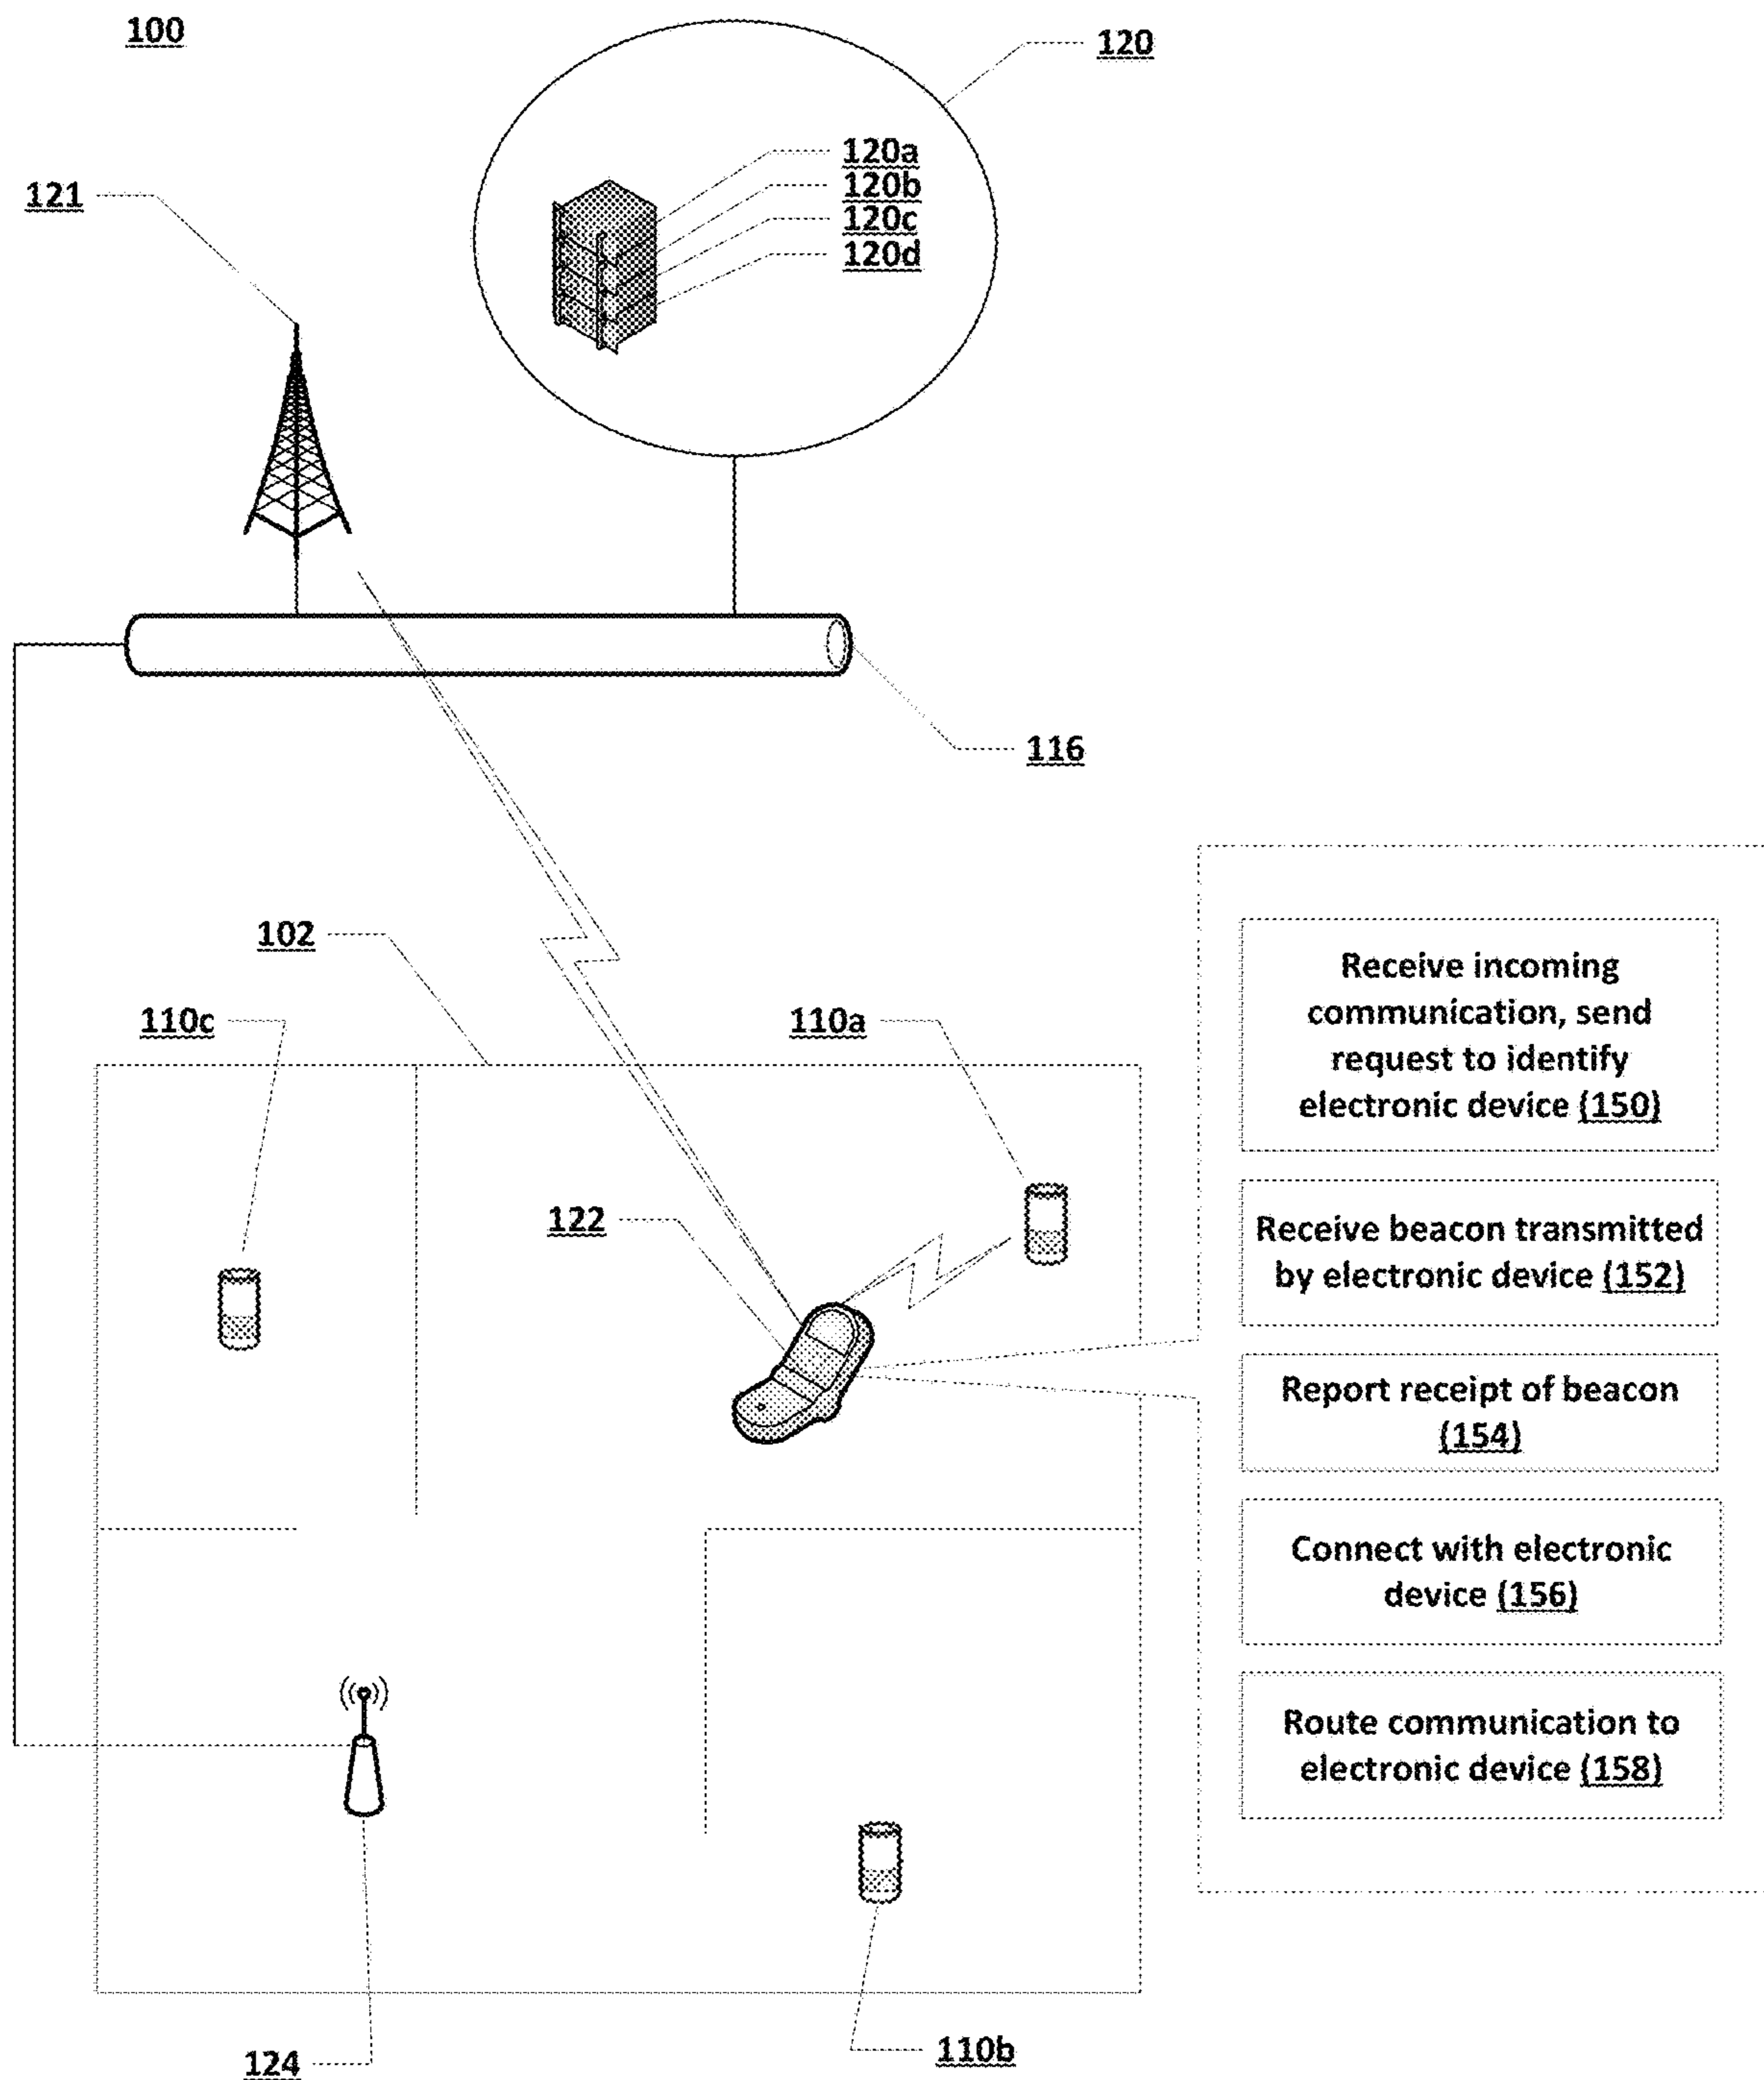 100
120
120a
120b
120c
120d
121
116
102
110c
110a
122
Receive incoming
communication, send
request to identify
electronic device (150)
Receive beacon transmitted
by electronic device (152)
Report receipt of beacon
(154)
Connect with electronic
device (156)
Route communication to
electronic device (158)
124
110b